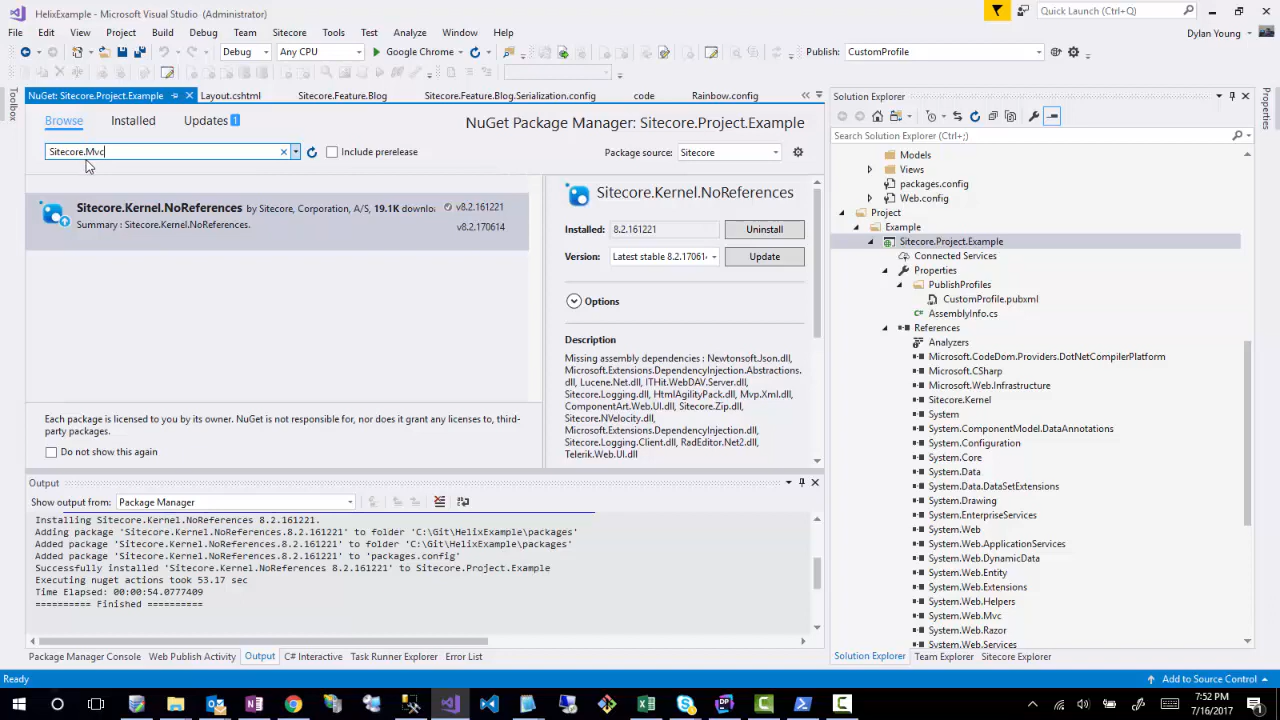 HelixExample - Microsoft Visual Studio (Administrator)
Quick Launch (Ctrl+Q)
File Edit View Project Build Debug Team Sitecore Tools Test Analyze Window Help
Dylan Young
Debug Any CPU Google Chrome Publish: CustomProfile
Toolbox
NuGet: Sitecore.Project.Example Layout.cshtml Sitecore.Feature.Blog Sitecore.Feature.Blog.Serialization.config code Rainbow.config
Browse Installed Updates 1
NuGet Package Manager: Sitecore.Project.Example
Sitecore.Mvc
Include prerelease
Package source: Sitecore
Sitecore.Kernel.NoReferences by Sitecore, Corporation, A/S, 19.1K downlo
Summary : Sitecore.Kernel.NoReferences.
v8.2.161221
v8.2.170614
Each package is licensed to you by its owner. NuGet is not responsible for, nor does it grant any licenses to, third-
party packages.
Do not show this again
Sitecore.Kernel.NoReferences
Installed: 8.2.161221 Uninstall
Version: Latest stable 8.2.17061 Update
Options
Description
Missing assembly dependencies : Newtonsoft.Json.dll,
Microsoft.Extensions.DependencyInjection.Abstractions.
dll, Lucene.Net.dll, ITHit.WebDAV.Server.dll,
Sitecore.Logging.dll, HtmlAgilityPack.dll, Mvp.Xml.dll,
ComponentArt.Web.UI.dll, Sitecore.Zip.dll,
Sitecore.NVelocity.dll,
Microsoft.Extensions.DependencyInjection.dll,
Sitecore.Logging.Client.dll, RadEditor.Net2.dll,
Telerik.Web.UI.dll
Output
Show output from: Package Manager
Installing Sitecore.Kernel.NoReferences 8.2.161221.
Adding package 'Sitecore.Kernel.NoReferences.8.2.161221' to folder 'C:\Git\HelixExample\packages'
Added package 'Sitecore.Kernel.NoReferences.8.2.161221' to folder 'C:\Git\HelixExample\packages'
Added package 'Sitecore.Kernel.NoReferences.8.2.161221' to 'packages.config'
Successfully installed 'Sitecore.Kernel.NoReferences 8.2.161221' to Sitecore.Project.Example
Executing nuget actions took 53.17 sec
Time Elapsed: 00:00:54.0777409
========== Finished ==========
Package Manager Console Web Publish Activity Output C# Interactive Task Runner Explorer Error List
Solution Explorer
Search Solution Explorer (Ctrl+;)
Models
Views
packages.config
Web.config
Project
Example
Sitecore.Project.Example
Connected Services
Properties
PublishProfiles
CustomProfile.pubxml
AssemblyInfo.cs
References
Analyzers
Microsoft.CodeDom.Providers.DotNetCompilerPlatform
Microsoft.CSharp
Microsoft.Web.Infrastructure
Sitecore.Kernel
System
System.ComponentModel.DataAnnotations
System.Configuration
System.Core
System.Data
System.Data.DataSetExtensions
System.Drawing
System.EnterpriseServices
System.Web
System.Web.ApplicationServices
System.Web.DynamicData
System.Web.Entity
System.Web.Extensions
System.Web.Helpers
System.Web.Mvc
System.Web.Razor
System.Web.Services
Solution Explorer Team Explorer Sitecore Explorer
Properties
Ready
Add to Source Control
7:52 PM
7/16/2017